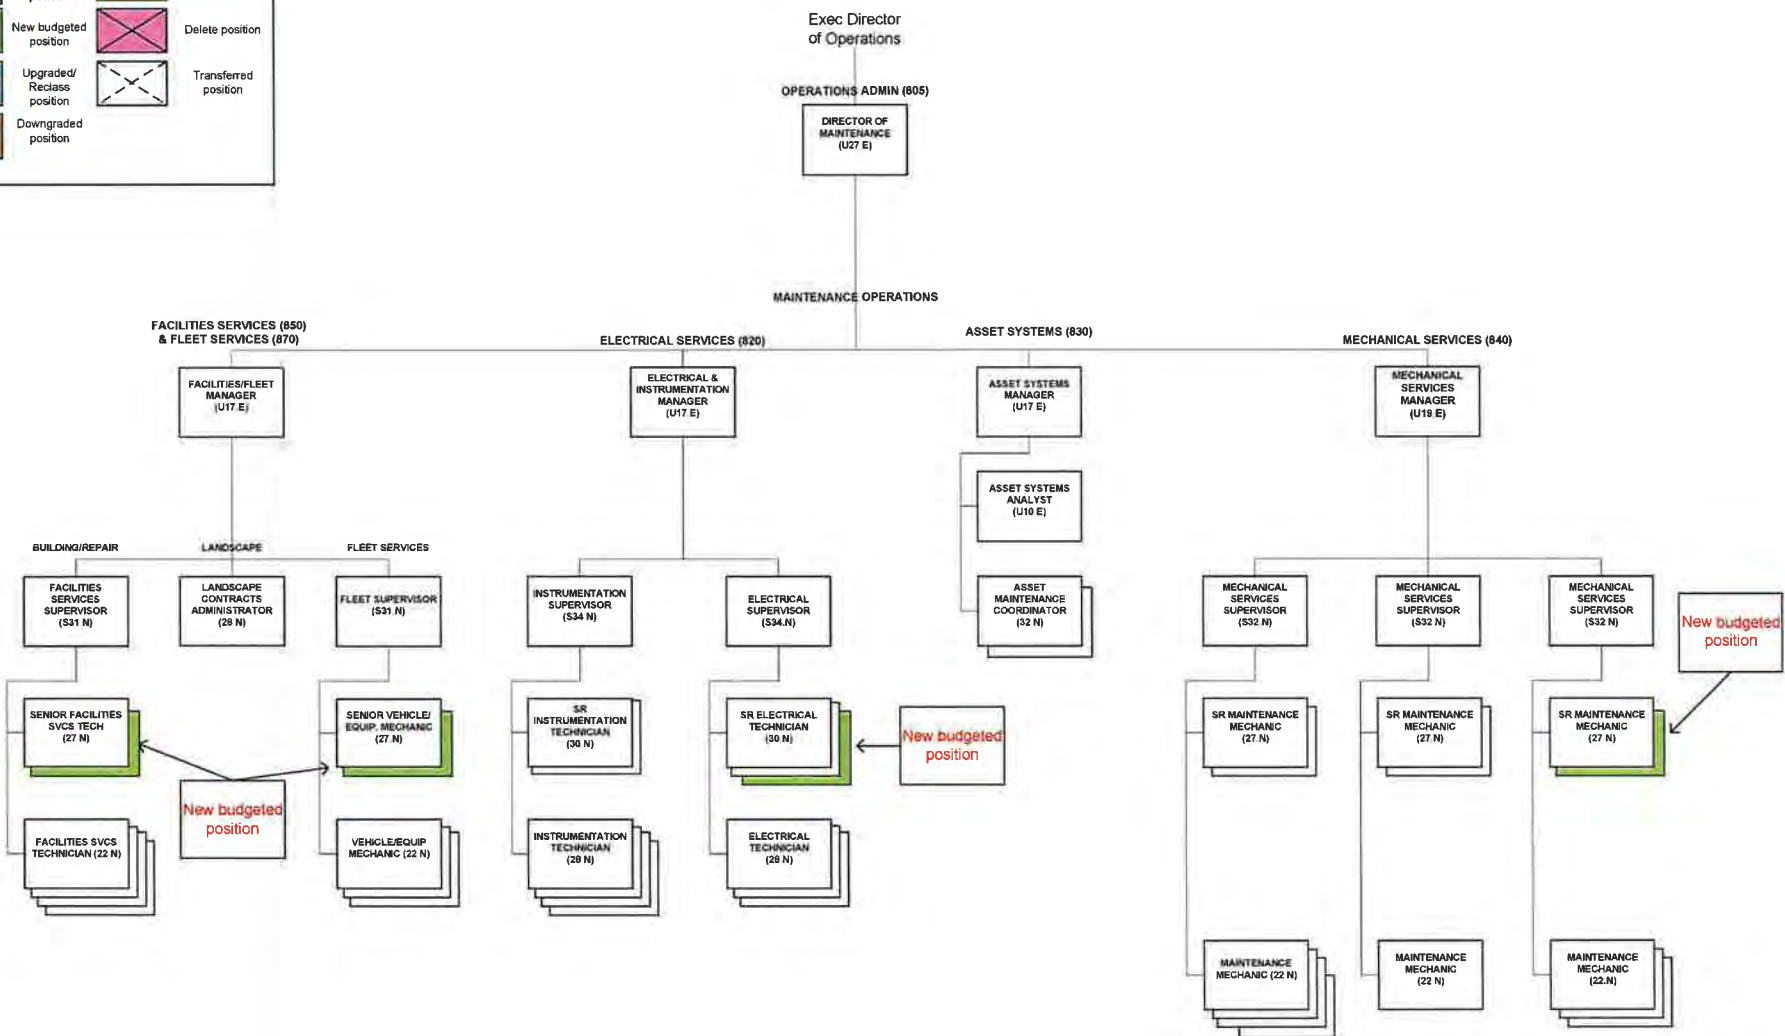 New budgeted
position
Delete position
Upgraded/
Reclass
position
Transferred
position
Downgraded
position
Exec Director
of Operations
OPERATIONS ADMIN (605)
DIRECTOR OF
MAINTENANCE
(U27 E)
MAINTENANCE OPERATIONS
FACILITIES SERVICES (850)
& FLEET SERVICES (870)
ELECTRICAL SERVICES (820)
ASSET SYSTEMS (830)
MECHANICAL SERVICES (840)
FACILITIES/FLEET
MANAGER
(U17 E)
ELECTRICAL &
INSTRUMENTATION
MANAGER
(U17 E)
ASSET SYSTEMS
MANAGER
(U17 E)
MECHANICAL
SERVICES
MANAGER
(U19 E)
ASSET SYSTEMS
ANALYST
(U10 E)
BUILDING/REPAIR
LANDSCAPE
FLEET SERVICES
FACILITIES
SERVICES
SUPERVISOR
(S31 N)
LANDSCAPE
CONTRACTS
ADMINISTRATOR
(28 N)
FLEET SUPERVISOR
(S31 N)
INSTRUMENTATION
SUPERVISOR
(S34 N)
ELECTRICAL
SUPERVISOR
(S34 N)
ASSET
MAINTENANCE
COORDINATOR
(32 N)
MECHANICAL
SERVICES
SUPERVISOR
(S32 N)
MECHANICAL
SERVICES
SUPERVISOR
(S32 N)
MECHANICAL
SERVICES
SUPERVISOR
(S32 N)
New budgeted
position
SENIOR FACILITIES
SVCS TECH
(27 N)
SENIOR VEHICLE/
EQUIP. MECHANIC
(27 N)
SR
INSTRUMENTATION
TECHNICIAN
(30 N)
SR ELECTRICAL
TECHNICIAN
(30 N)
New budgeted
position
SR MAINTENANCE
MECHANIC
(27 N)
SR MAINTENANCE
MECHANIC
(27 N)
SR MAINTENANCE
MECHANIC
(27 N)
New budgeted
position
FACILITIES SVCS
TECHNICIAN (22 N)
VEHICLE/EQUIP
MECHANIC (22 N)
INSTRUMENTATION
TECHNICIAN
(28 N)
ELECTRICAL
TECHNICIAN
(28 N)
MAINTENANCE
MECHANIC (22 N)
MAINTENANCE
MECHANIC
(22 N)
MAINTENANCE
MECHANIC
(22 N)